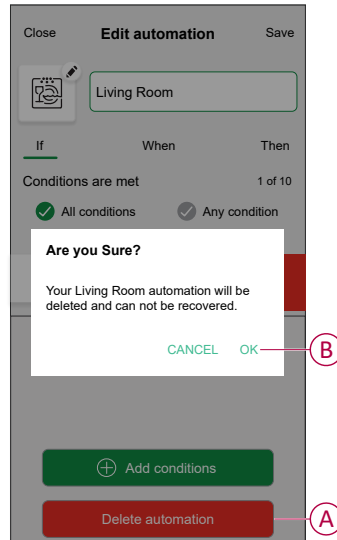 Close Edit automation Save
Living Room
If When Then
Conditions are met 1 of 10
All conditions Any condition
Are you Sure?
Your Living Room automation will be
deleted and can not be recovered.
CANCEL OK
B
Add conditions
Delete automation
A